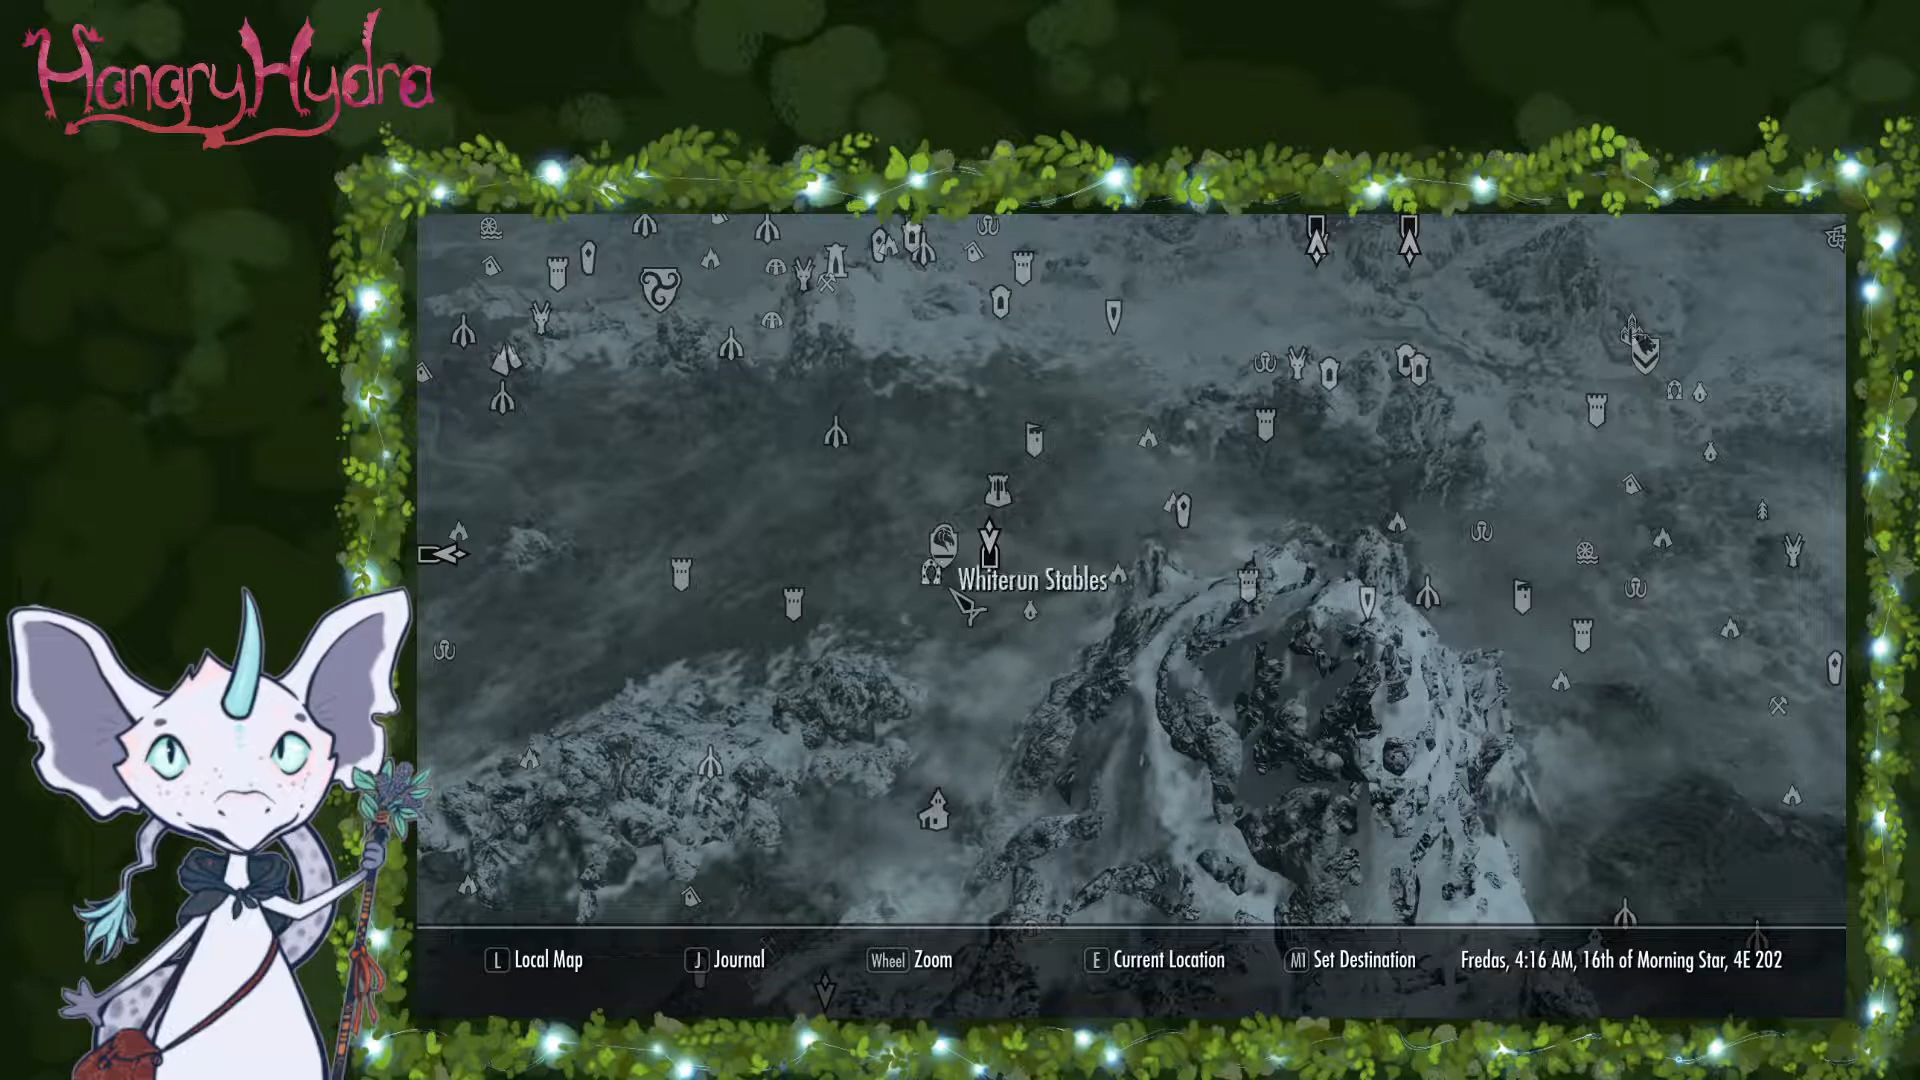 HangryHydra
Whiterun Stables
L Local Map
J Journal
Wheel Zoom
E Current Location
M1 Set Destination
Fredas, 4:16 AM, 16th of Morning Star, 4E 202